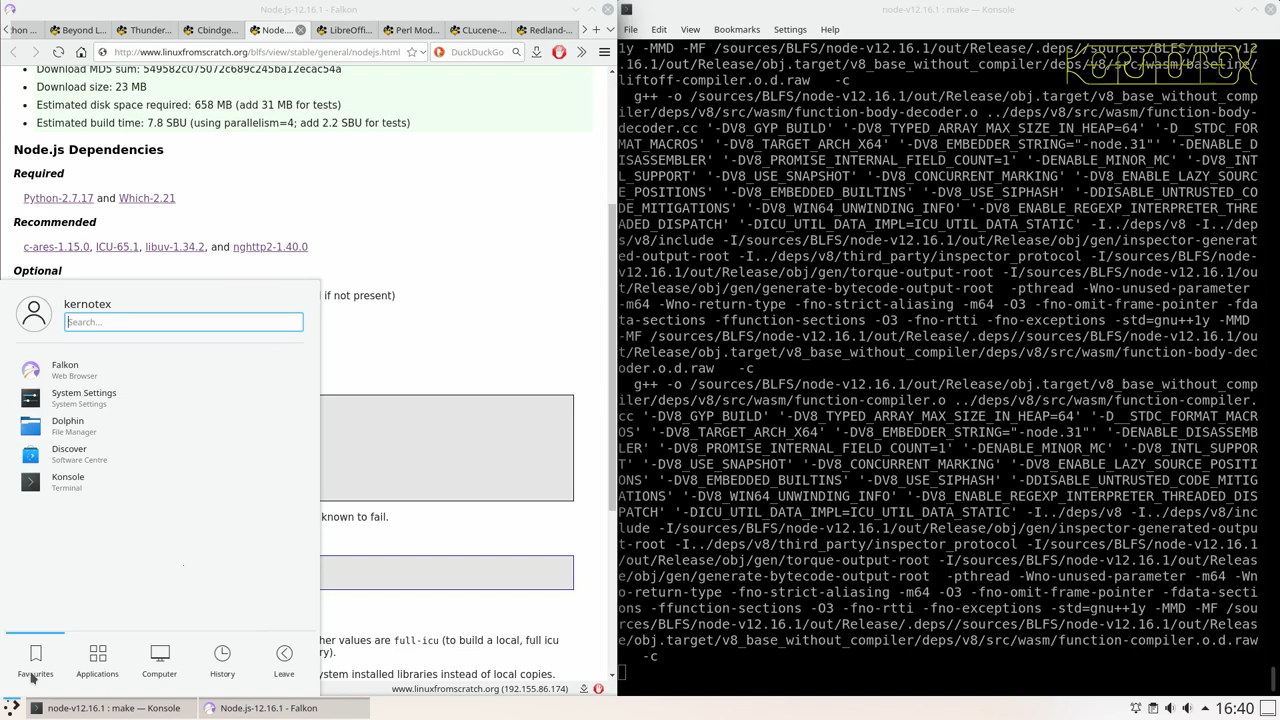 Node.js-12.16.1 - Falkon
thon ...
Beyond L...
Thunder...
Cbindge...
Node....
LibreOffi...
Perl Mod...
CLucene-...
Redland-...
http://www.linuxfromscratch.org/blfs/view/stable/general/nodejs.html
DuckDuckGo
Download MD5 sum: 549582c075072c689c245ba12ecac54a
Download size: 23 MB
Estimated disk space required: 658 MB (add 31 MB for tests)
Estimated build time: 7.8 SBU (using parallelism=4; add 2.2 SBU for tests)
Node.js Dependencies
Required
Python-2.7.17 and Which-2.21
Recommended
c-ares-1.15.0, ICU-65.1, libuv-1.34.2, and nghttp2-1.40.0
Optional
if not present)
known to fail.
her values are full-icu (to build a local, full icu
ry).
system installed libraries instead of local copies.
www.linuxfromscratch.org (192.155.86.174)
kernotex
Search...
Falkon
Web Browser
System Settings
System Settings
Dolphin
File Manager
Discover
Software Centre
Konsole
Terminal
Favourites
Applications
Computer
History
Leave
node-v12.16.1 : make — Konsole
File Edit View Bookmarks Settings Help
1y -MMD -MF /sources/BLFS/node-v12.16.1/out/Release/.deps//sources/BLFS/node-v12
.16.1/out/Release/obj.target/v8_base_without_compiler/deps/v8/src/wasm/baseline/
liftoff-compiler.o.d.raw   -c
KERNOTEX
  g++ -o /sources/BLFS/node-v12.16.1/out/Release/obj.target/v8_base_without_comp
iler/deps/v8/src/wasm/function-body-decoder.o ../deps/v8/src/wasm/function-body-
decoder.cc '-DV8_GYP_BUILD' '-DV8_TYPED_ARRAY_MAX_SIZE_IN_HEAP=64' '-D__STDC_FOR
MAT_MACROS' '-DV8_TARGET_ARCH_X64' '-DV8_EMBEDDER_STRING="-node.31"' '-DENABLE_D
ISASSEMBLER' '-DV8_PROMISE_INTERNAL_FIELD_COUNT=1' '-DENABLE_MINOR_MC' '-DV8_INT
L_SUPPORT' '-DV8_USE_SNAPSHOT' '-DV8_CONCURRENT_MARKING' '-DV8_ENABLE_LAZY_SOURC
E_POSITIONS' '-DV8_EMBEDDED_BUILTINS' '-DV8_USE_SIPHASH' '-DDISABLE_UNTRUSTED_CO
DE_MITIGATIONS' '-DV8_WIN64_UNWINDING_INFO' '-DV8_ENABLE_REGEXP_INTERPRETER_THRE
ADED_DISPATCH' '-DICU_UTIL_DATA_IMPL=ICU_UTIL_DATA_STATIC' -I../deps/v8 -I../dep
s/v8/include -I/sources/BLFS/node-v12.16.1/out/Release/obj/gen/inspector-generat
ed-output-root -I../deps/v8/third_party/inspector_protocol -I/sources/BLFS/node-
v12.16.1/out/Release/obj/gen/torque-output-root -I/sources/BLFS/node-v12.16.1/ou
t/Release/obj/gen/generate-bytecode-output-root  -pthread -Wno-unused-parameter
-m64 -Wno-return-type -fno-strict-aliasing -m64 -O3 -fno-omit-frame-pointer -fda
ta-sections -ffunction-sections -O3 -fno-rtti -fno-exceptions -std=gnu++1y -MMD
-MF /sources/BLFS/node-v12.16.1/out/Release/.deps//sources/BLFS/node-v12.16.1/ou
t/Release/obj.target/v8_base_without_compiler/deps/v8/src/wasm/function-body-dec
oder.o.d.raw   -c
  g++ -o /sources/BLFS/node-v12.16.1/out/Release/obj.target/v8_base_without_comp
iler/deps/v8/src/wasm/function-compiler.o ../deps/v8/src/wasm/function-compiler.
cc '-DV8_GYP_BUILD' '-DV8_TYPED_ARRAY_MAX_SIZE_IN_HEAP=64' '-D__STDC_FORMAT_MACR
OS' '-DV8_TARGET_ARCH_X64' '-DV8_EMBEDDER_STRING="-node.31"' '-DENABLE_DISASSEMB
LER' '-DV8_PROMISE_INTERNAL_FIELD_COUNT=1' '-DENABLE_MINOR_MC' '-DV8_INTL_SUPPOR
T' '-DV8_USE_SNAPSHOT' '-DV8_CONCURRENT_MARKING' '-DV8_ENABLE_LAZY_SOURCE_POSITI
ONS' '-DV8_EMBEDDED_BUILTINS' '-DV8_USE_SIPHASH' '-DDISABLE_UNTRUSTED_CODE_MITIG
ATIONS' '-DV8_WIN64_UNWINDING_INFO' '-DV8_ENABLE_REGEXP_INTERPRETER_THREADED_DIS
PATCH' '-DICU_UTIL_DATA_IMPL=ICU_UTIL_DATA_STATIC' -I../deps/v8 -I../deps/v8/inc
lude -I/sources/BLFS/node-v12.16.1/out/Release/obj/gen/inspector-generated-outpu
t-root -I../deps/v8/third_party/inspector_protocol -I/sources/BLFS/node-v12.16.1
/out/Release/obj/gen/torque-output-root -I/sources/BLFS/node-v12.16.1/out/Releas
e/obj/gen/generate-bytecode-output-root  -pthread -Wno-unused-parameter -m64 -Wn
o-return-type -fno-strict-aliasing -m64 -O3 -fno-omit-frame-pointer -fdata-secti
ons -ffunction-sections -O3 -fno-rtti -fno-exceptions -std=gnu++1y -MMD -MF /sou
rces/BLFS/node-v12.16.1/out/Release/.deps//sources/BLFS/node-v12.16.1/out/Releas
e/obj.target/v8_base_without_compiler/deps/v8/src/wasm/function-compiler.o.d.raw
   -c
node-v12.16.1 : make — Konsole
Node.js-12.16.1 - Falkon
16:40